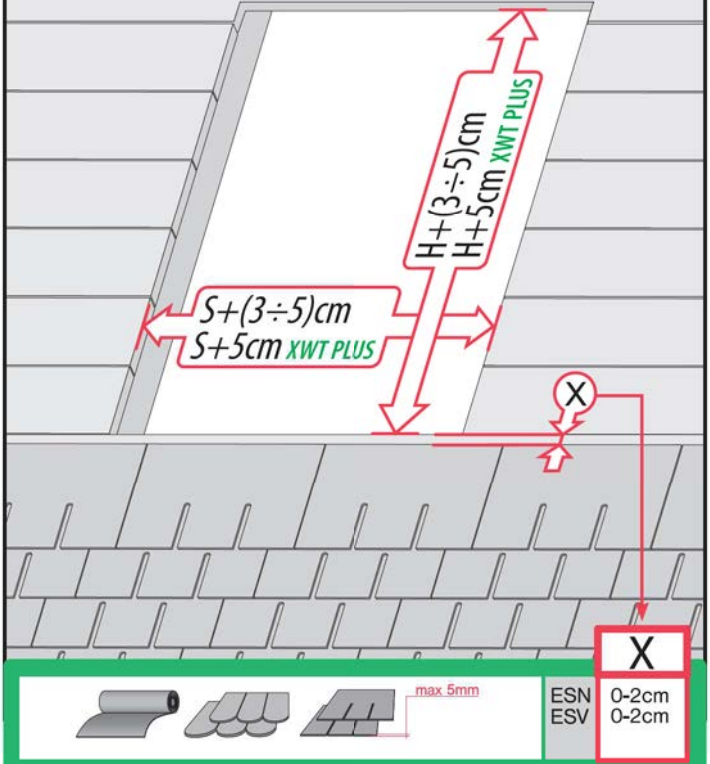 H+(3÷5)cm
H+5cm XWT PLUS
S+(3÷5)cm
S+5cm XWT PLUS
X
X
max 5mm
ESN 0-2cm
ESV 0-2cm